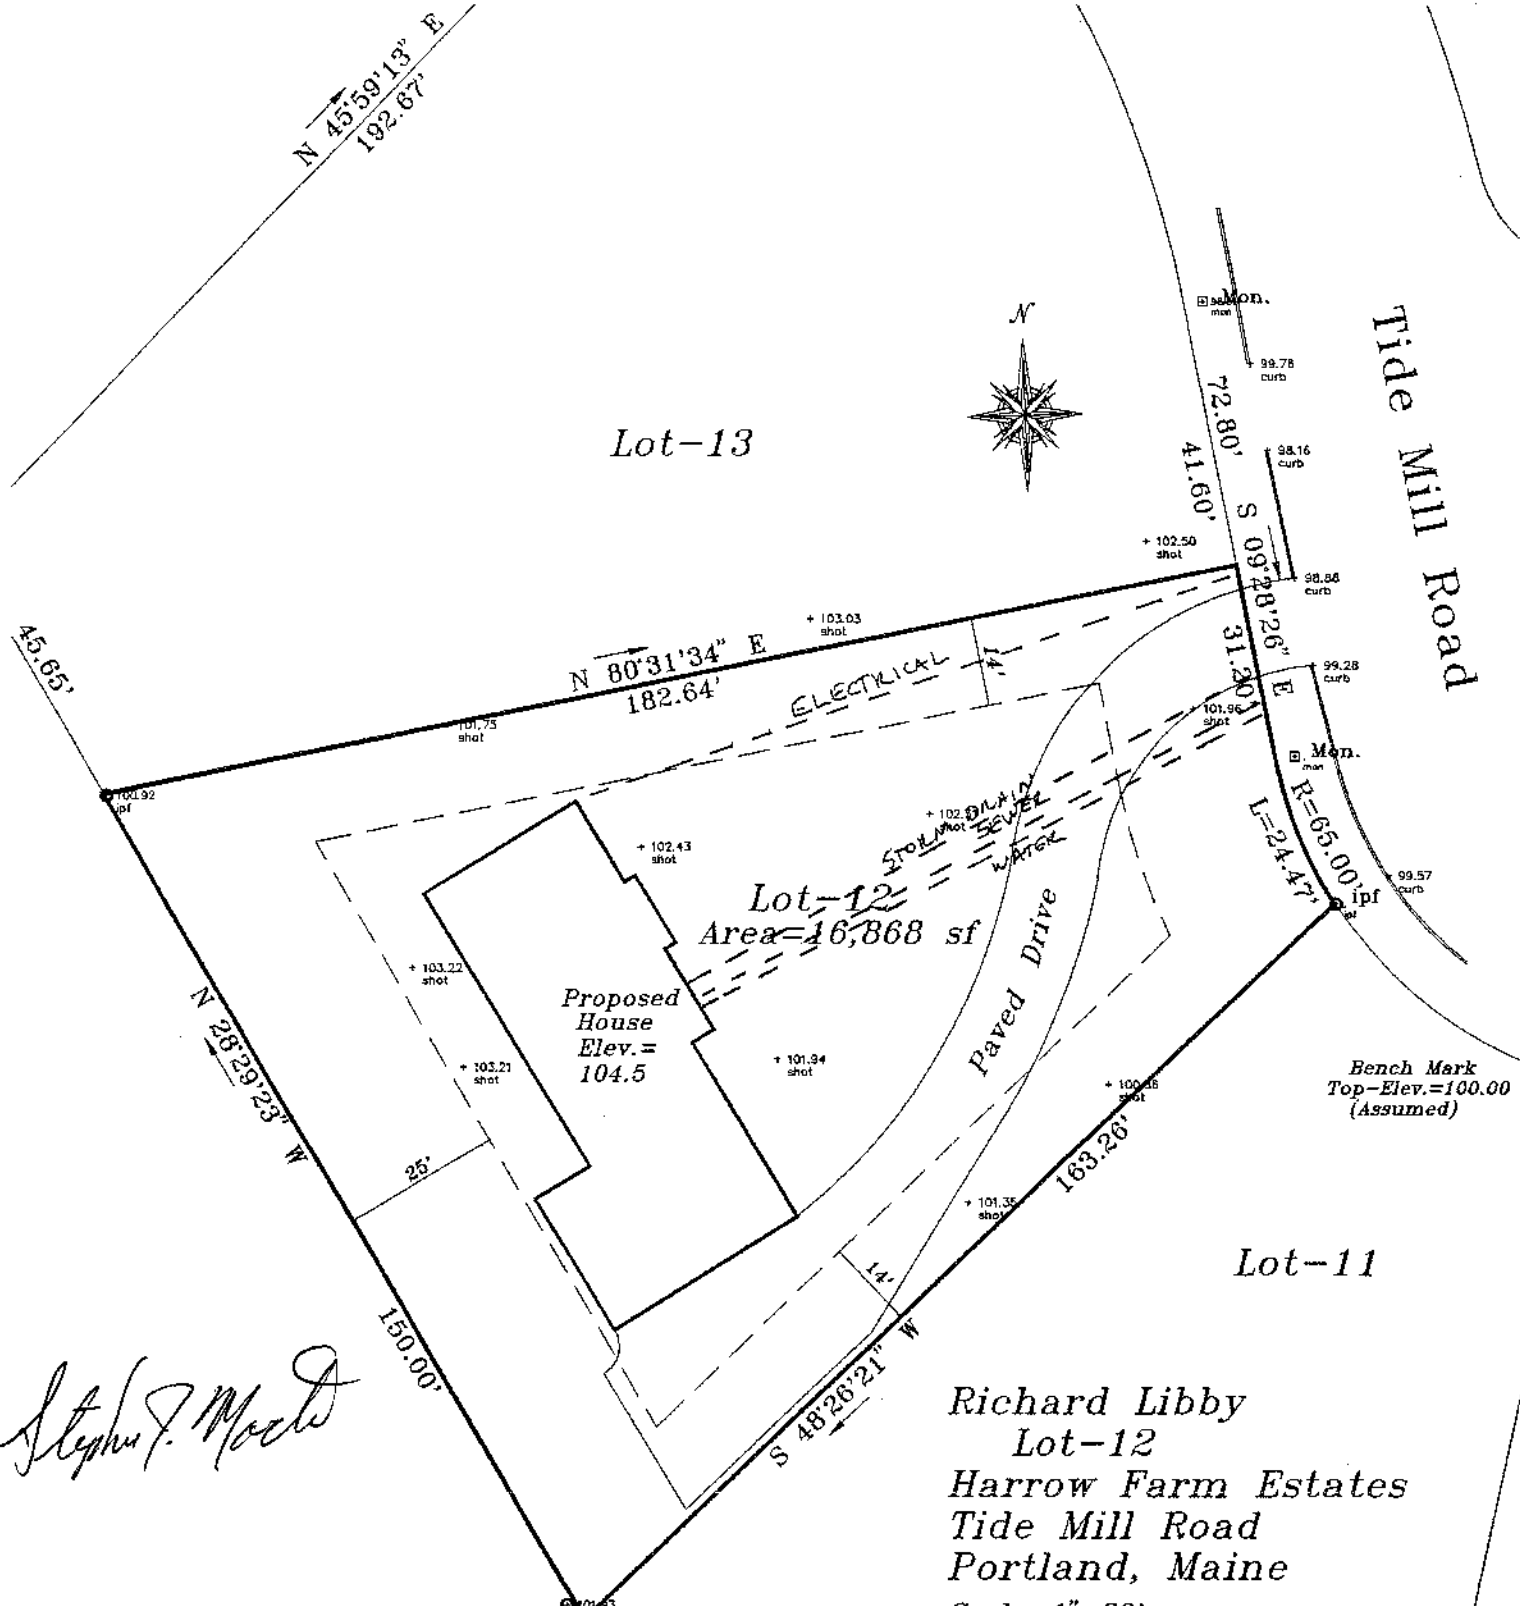 N 45°59'13" E
192.67'
N
Mon.
mon
99.78
curb
Tide Mill Road
72.80'
41.60'
Lot-13
98.16
curb
S 09°28'26" E
102.50
shot
98.88
curb
103.03
shot
45.65'
N 80°31'34" E
182.64'
ELECTRICAL
14'
31.20'
99.28
curb
101.96
shot
101.75
shot
Mon.
mon
100.92
ipf
R=65.00'
L=24.47'
STORM DRAIN
SEWER
WATER
shot
102.43
shot
99.57
curb
Lot-12
Area=16,868 sf
ipf
ipf
Paved Drive
103.22
shot
Proposed
House
Elev.=
104.5
N 28°29'23" W
103.21
shot
101.94
shot
shot
Bench Mark
Top-Elev.=100.00
(Assumed)
25'
163.26'
101.35
shot
14'
Lot-11
150.00'
S 48°26'21" W
Richard Libby
Lot-12
Harrow Farm Estates
Tide Mill Road
Portland, Maine